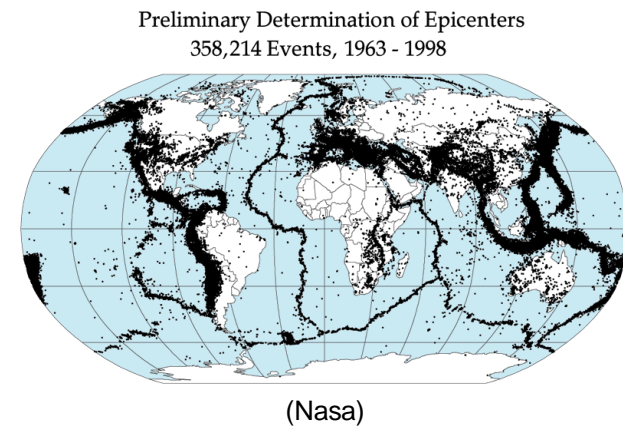 Preliminary Determination of Epicenters
358,214 Events, 1963 - 1998
(Nasa)